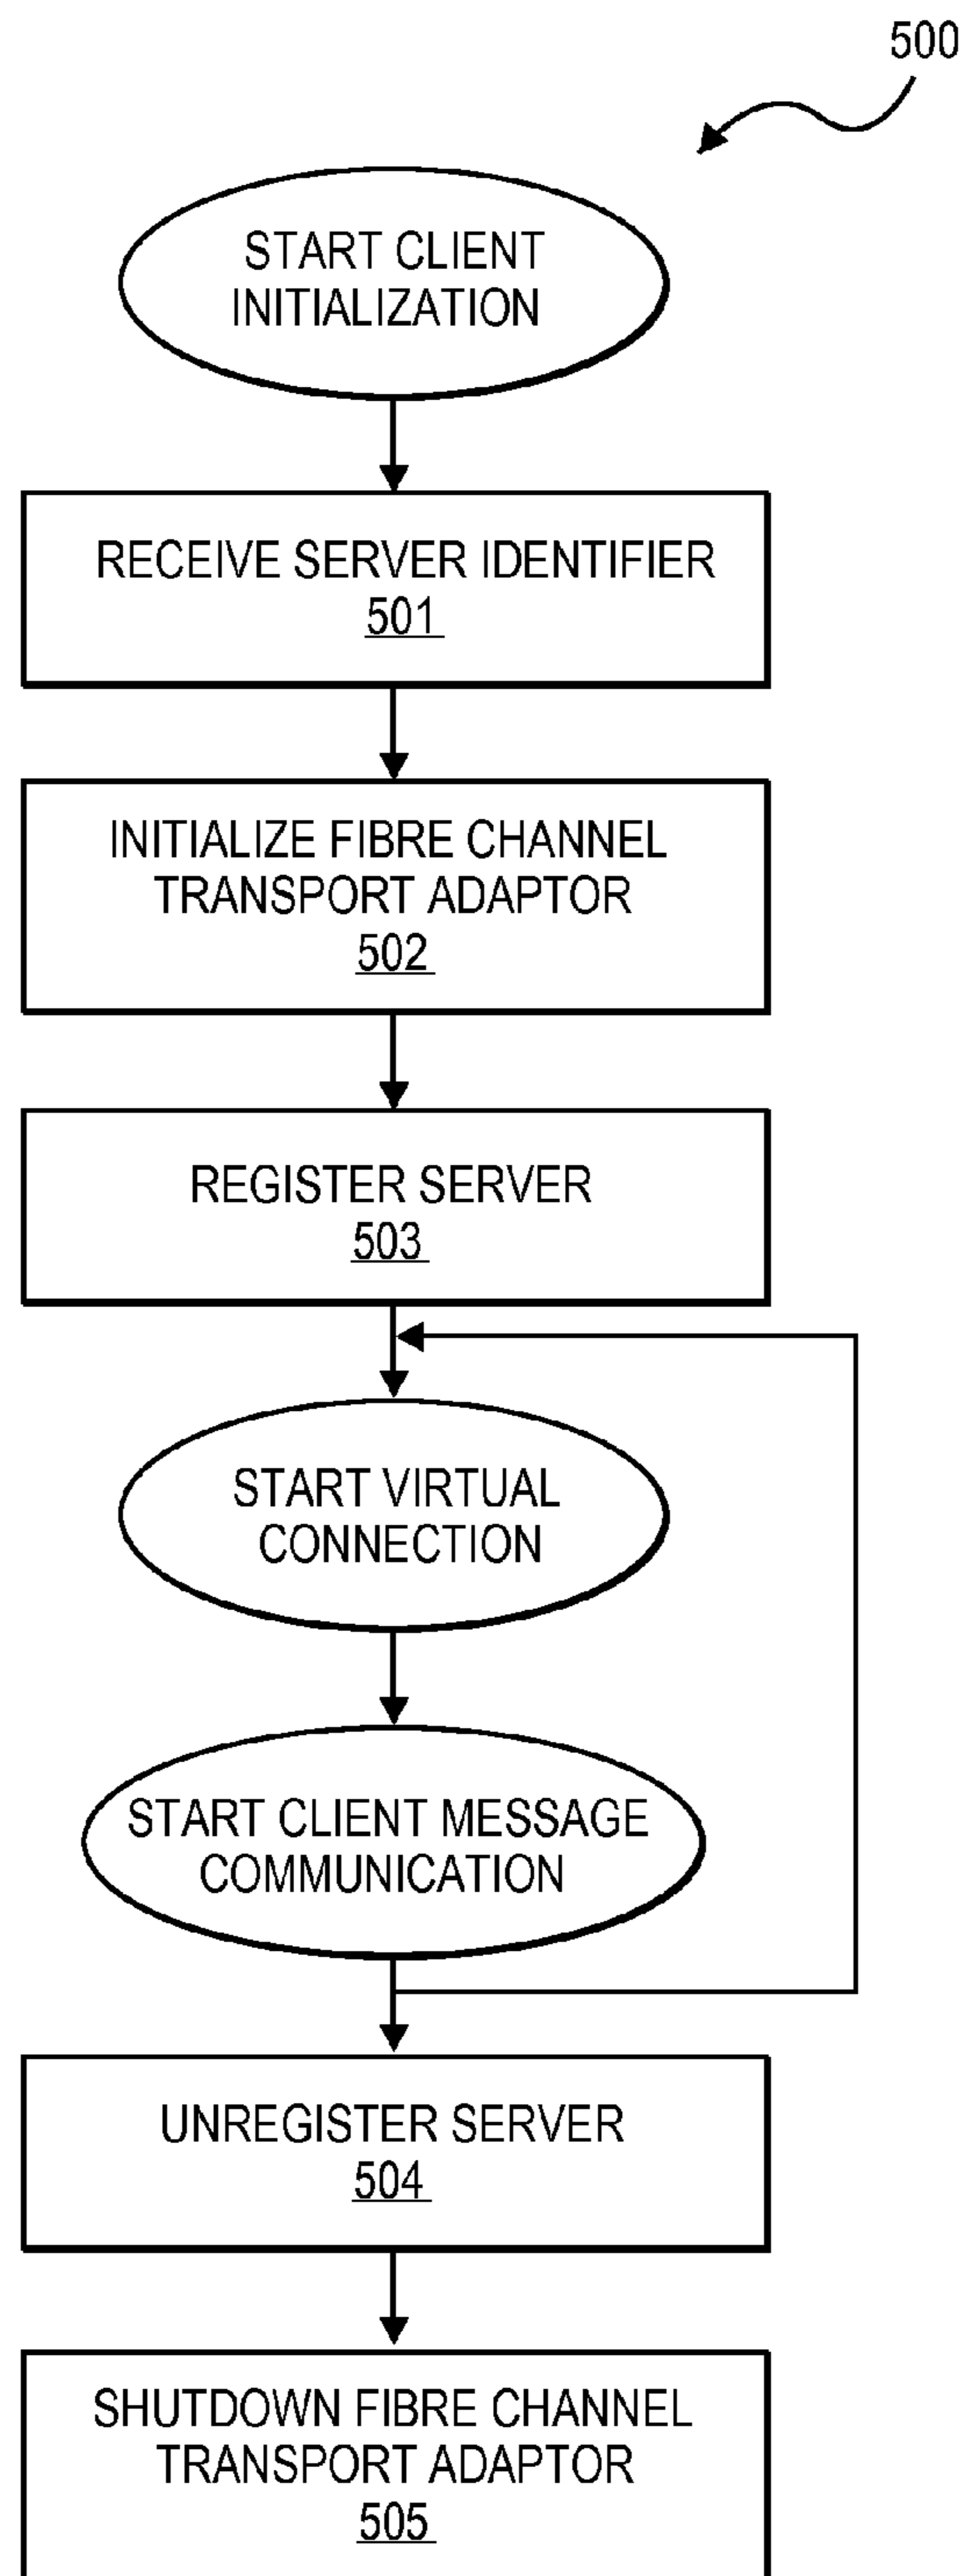 500
START CLIENT
INITIALIZATION
RECEIVE SERVER IDENTIFIER
501
INITIALIZE FIBRE CHANNEL
TRANSPORT ADAPTOR
502
REGISTER SERVER
503
START VIRTUAL
CONNECTION
START CLIENT MESSAGE
COMMUNICATION
UNREGISTER SERVER
504
SHUTDOWN FIBRE CHANNEL
TRANSPORT ADAPTOR
505